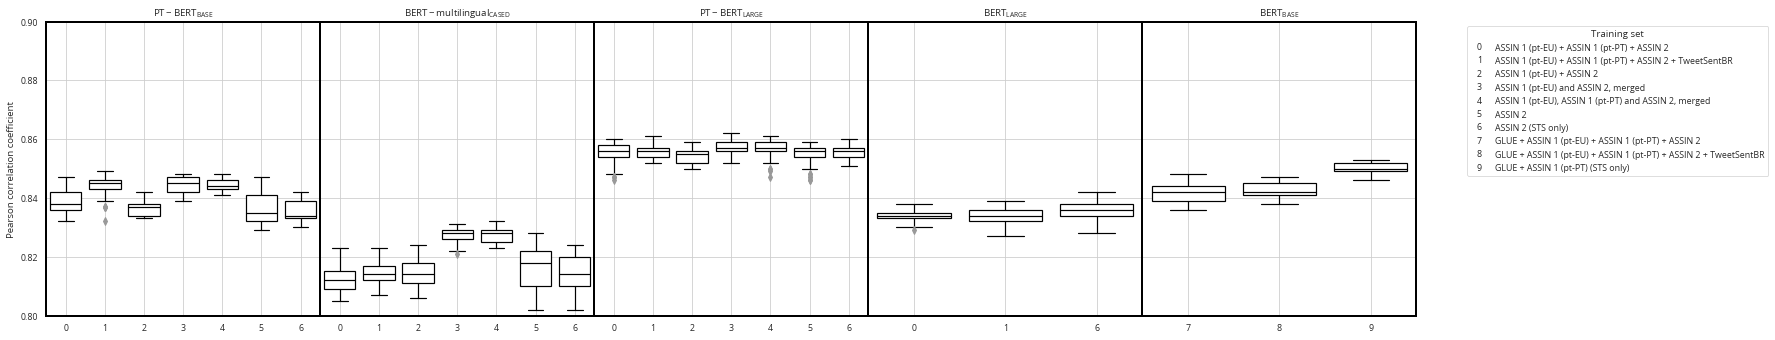 PT − BERT_BASE
BERT − multilingual_CASED
PT − BERT_LARGE
BERT_LARGE
BERT_BASE
Pearson correlation coefficient
0.90
0.88
0.86
0.84
0.82
0.80
0 1 2 3 4 5 6
0 1 2 3 4 5 6
0 1 2 3 4 5 6
0 1 6
7 8 9
Training set
0 ASSIN 1 (pt-EU) + ASSIN 1 (pt-PT) + ASSIN 2
1 ASSIN 1 (pt-EU) + ASSIN 1 (pt-PT) + ASSIN 2 + TweetSentBR
2 ASSIN 1 (pt-EU) + ASSIN 2
3 ASSIN 1 (pt-EU) and ASSIN 2, merged
4 ASSIN 1 (pt-EU), ASSIN 1 (pt-PT) and ASSIN 2, merged
5 ASSIN 2
6 ASSIN 2 (STS only)
7 GLUE + ASSIN 1 (pt-EU) + ASSIN 1 (pt-PT) + ASSIN 2
8 GLUE + ASSIN 1 (pt-EU) + ASSIN 1 (pt-PT) + ASSIN 2 + TweetSentBR
9 GLUE + ASSIN 1 (pt-PT) (STS only)